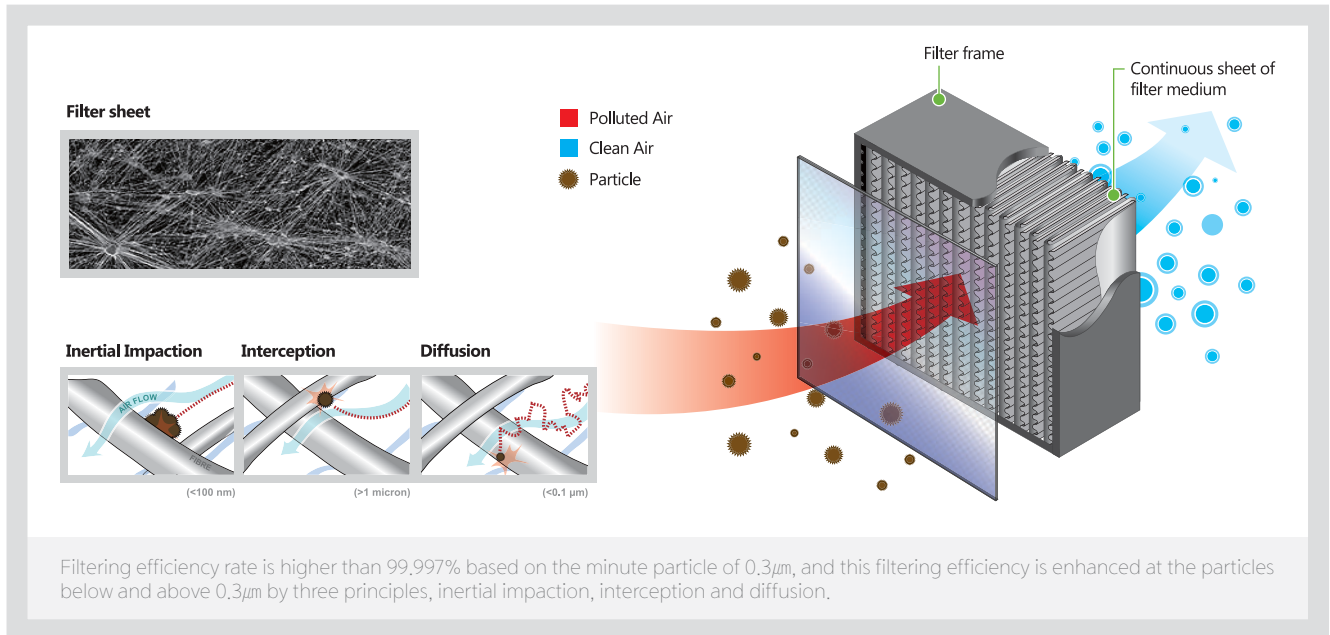 Filter frame
Continuous sheet of
filter medium
Filter sheet
Polluted Air
Clean Air
Particle
Inertial Impaction
Interception
Diffusion
AIR FLOW
FIBRE
(<100 nm)
(>1 micron)
(<0.1 µm)
Filtering efficiency rate is higher than 99.997% based on the minute particle of 0.3㎛, and this filtering efficiency is enhanced at the particles
below and above 0.3㎛ by three principles, inertial impaction, interception and diffusion.